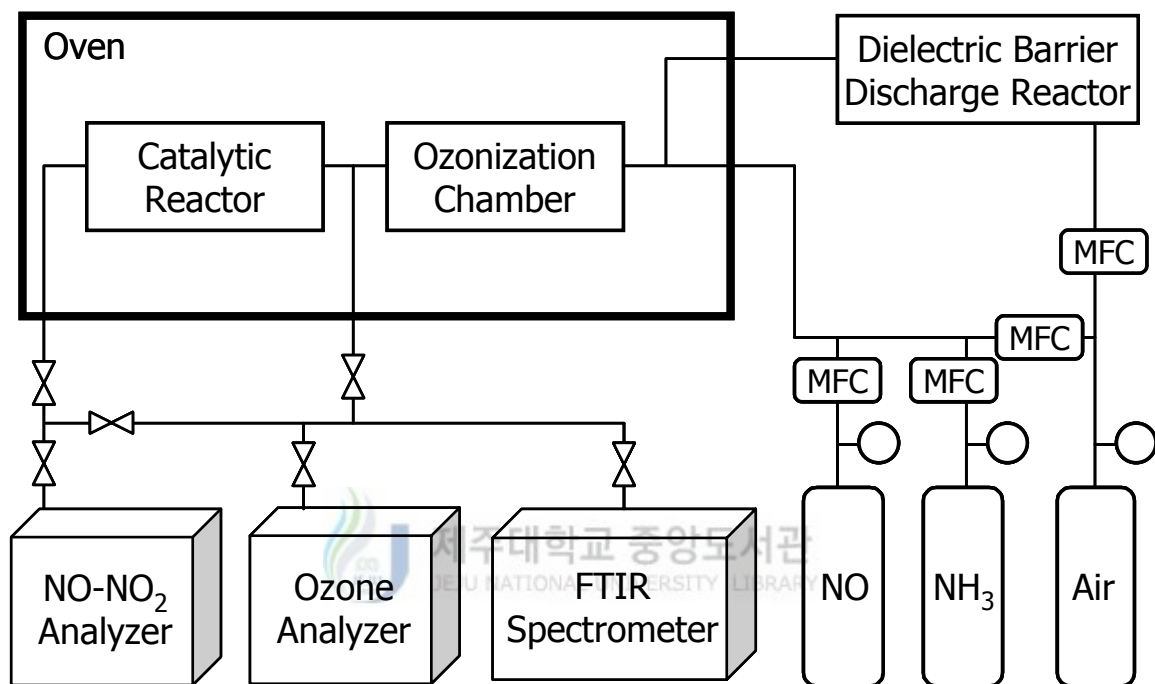 Oven
Dielectric Barrier
Discharge Reactor
Catalytic
Reactor
Ozonization
Chamber
MFC
MFC
MFC
MFC
NO-NO₂
Analyzer
Ozone
Analyzer
FTIR
Spectrometer
NO
NH₃
Air
제주대학교 중앙도서관
JEJU NATIONAL UNIVERSITY LIBRARY